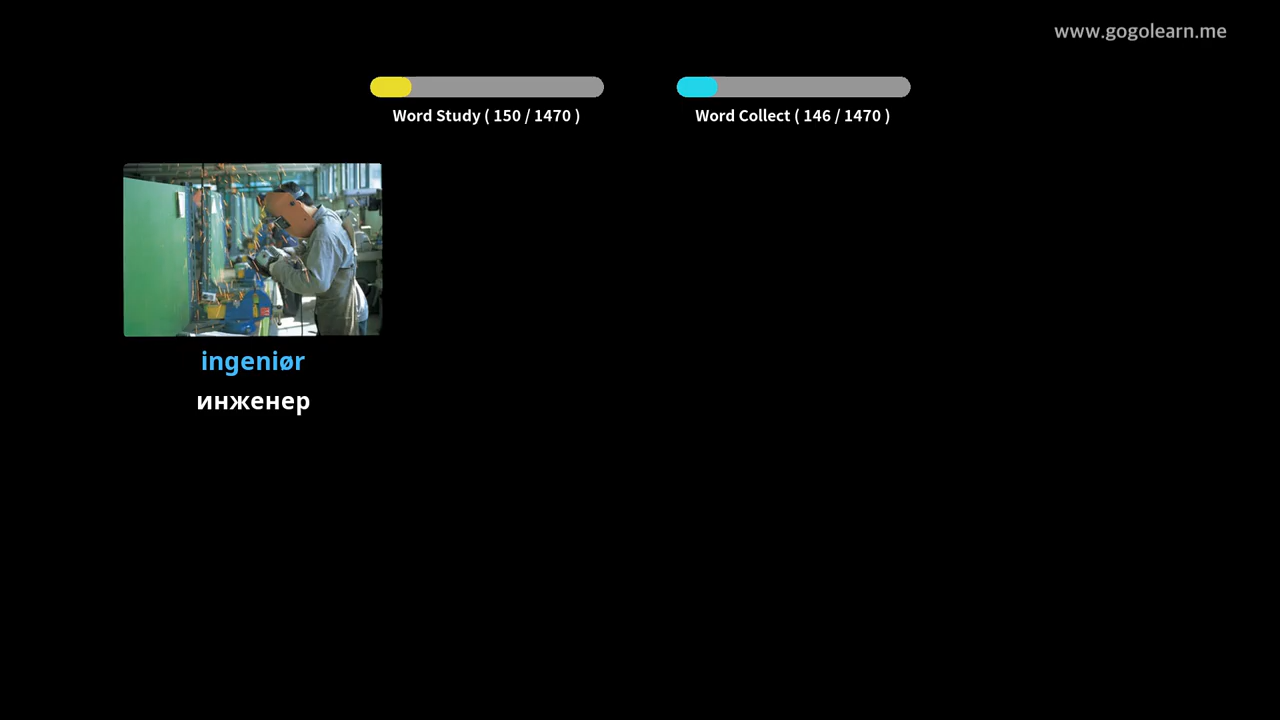 www.gogolearn.me
Word Study ( 150 / 1470 )
Word Collect ( 146 / 1470 )
ingeniør
инженер